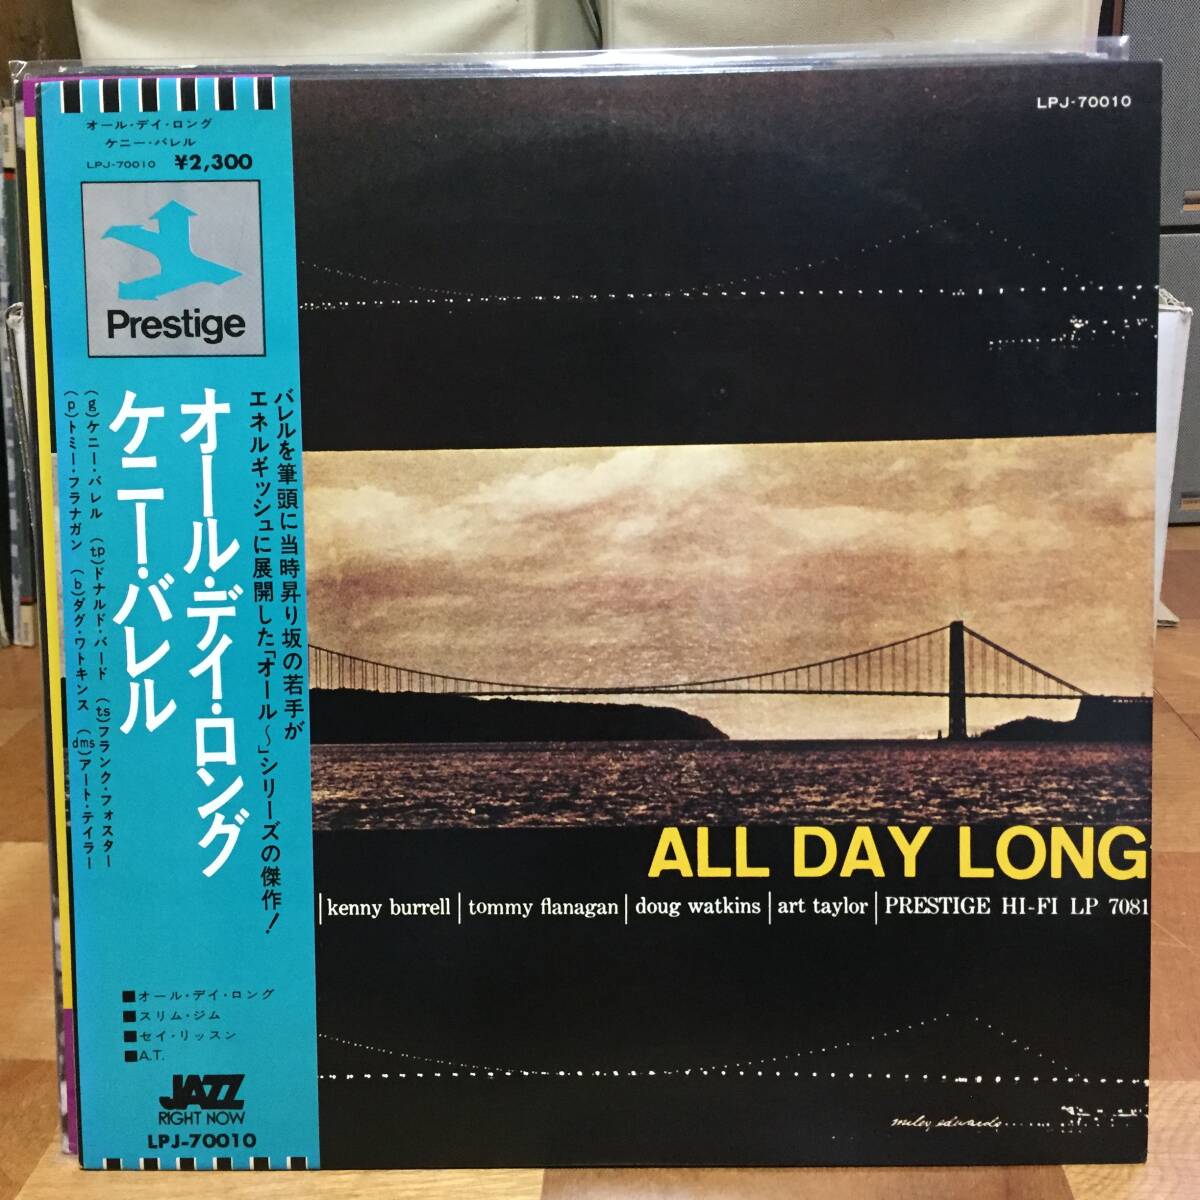 オール・デイ・ロング
ケニー・バレル
LPJ-70010 ¥2,300
Prestige
バレルを筆頭に当時昇り坂の若手が
エネルギッシュに展開した「オール〜」シリーズの傑作!
オール・デイ・ロング
ケニー・バレル
(g)ケニー・バレル (tp)ドナルド・バード (ts)フランク・フォスター
(p)トミー・フラナガン (b)ダグ・ワトキンス (dms)アート・テイラー
■オール・デイ・ロング
■スリム・ジム
■セイ・リッスン
■A.T.
JAZZ
RIGHT NOW
LPJ-70010
LPJ-70010
ALL DAY LONG
kenny burrell | tommy flanagan | doug watkins | art taylor | PRESTIGE HI-FI LP 7081
miles edwards